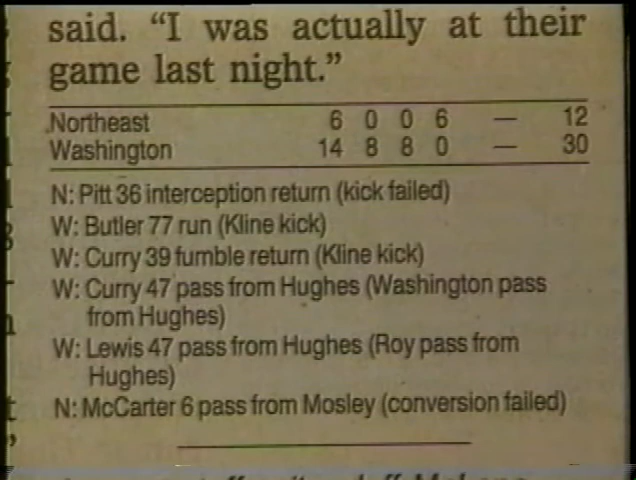 said. “I was actually at their
game last night.”
Northeast 6 0 0 6 — 12
Washington 14 8 8 0 — 30
N: Pitt 36 interception return (kick failed)
W: Butler 77 run (Kline kick)
W: Curry 39 fumble return (Kline kick)
W: Curry 47 pass from Hughes (Washington pass
from Hughes)
W: Lewis 47 pass from Hughes (Roy pass from
Hughes)
N: McCarter 6 pass from Mosley (conversion failed)